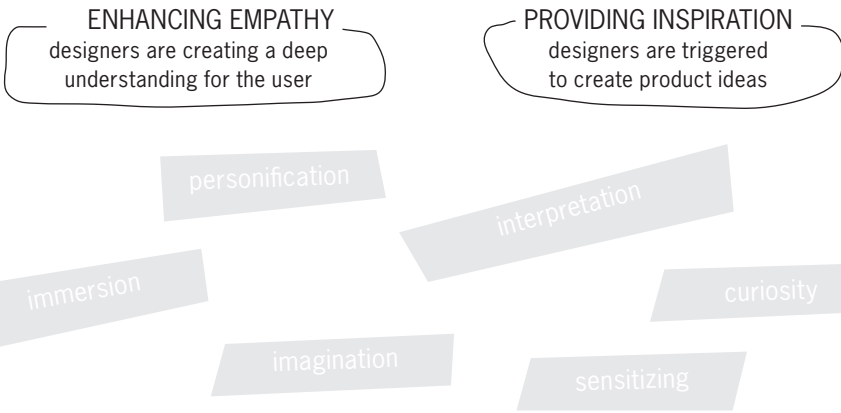 ENHANCING EMPATHY
designers are creating a deep
understanding for the user
PROVIDING INSPIRATION
designers are triggered
to create product ideas
personification
interpretation
immersion
curiosity
imagination
sensitizing